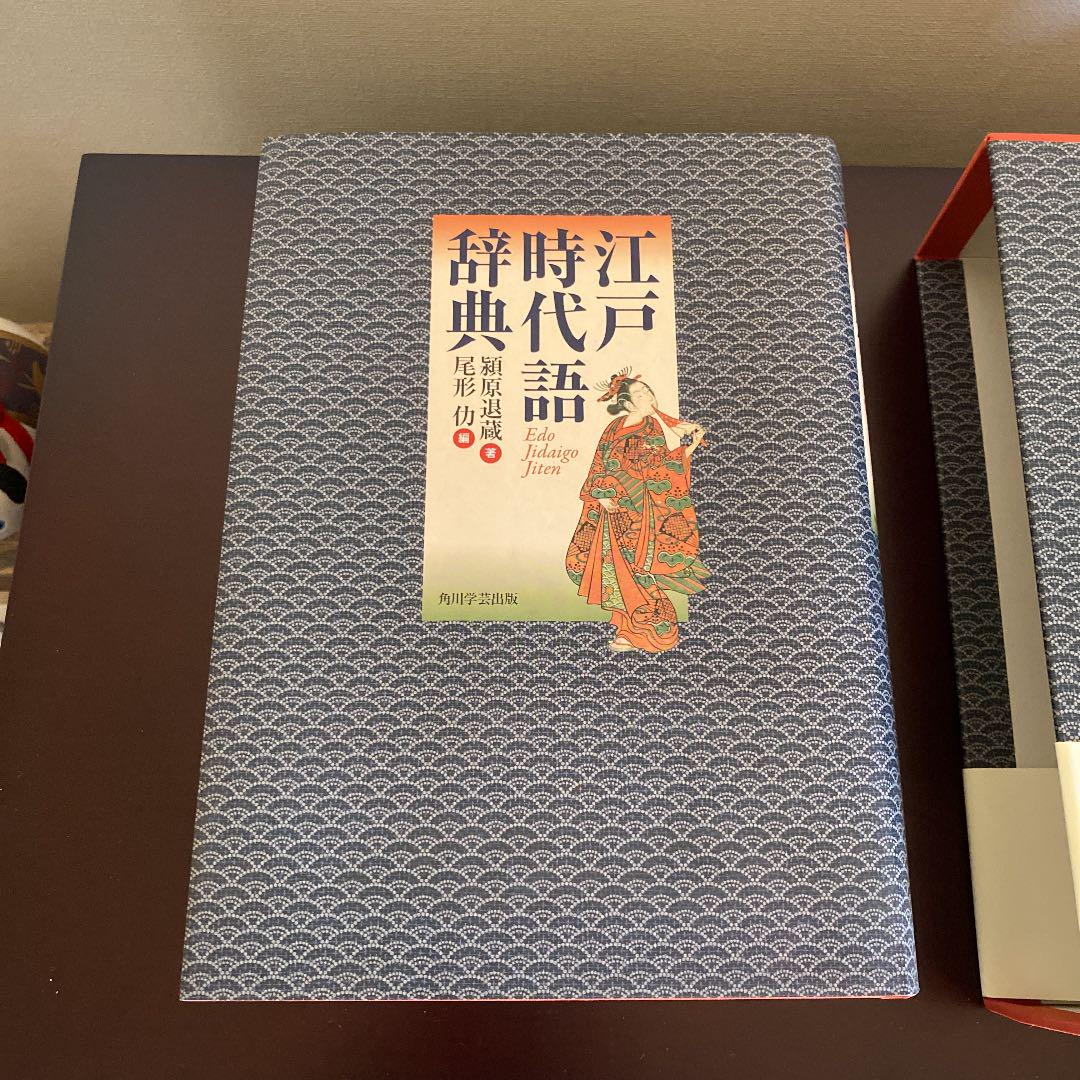 江戸
時代語
辞典
Edo
Jidaigo
Jiten
潁原退蔵 著
尾形 仂 編
角川学芸出版